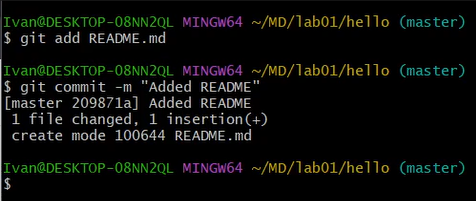 Ivan@DESKTOP-08NN2QL MINGW64 ~/MD/lab01/hello (master)
$ git add README.md
Ivan@DESKTOP-08NN2QL MINGW64 ~/MD/lab01/hello (master)
$ git commit -m "Added README"
[master 209871a] Added README
 1 file changed, 1 insertion(+)
 create mode 100644 README.md
Ivan@DESKTOP-08NN2QL MINGW64 ~/MD/lab01/hello (master)
$